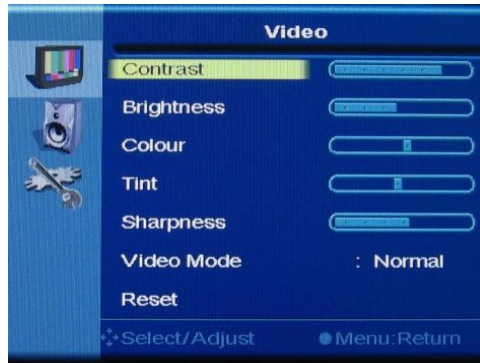 Video
Contrast
Brightness
Colour
Tint
Sharpness
Video Mode : Normal
Reset
Select/Adjust Menu:Return